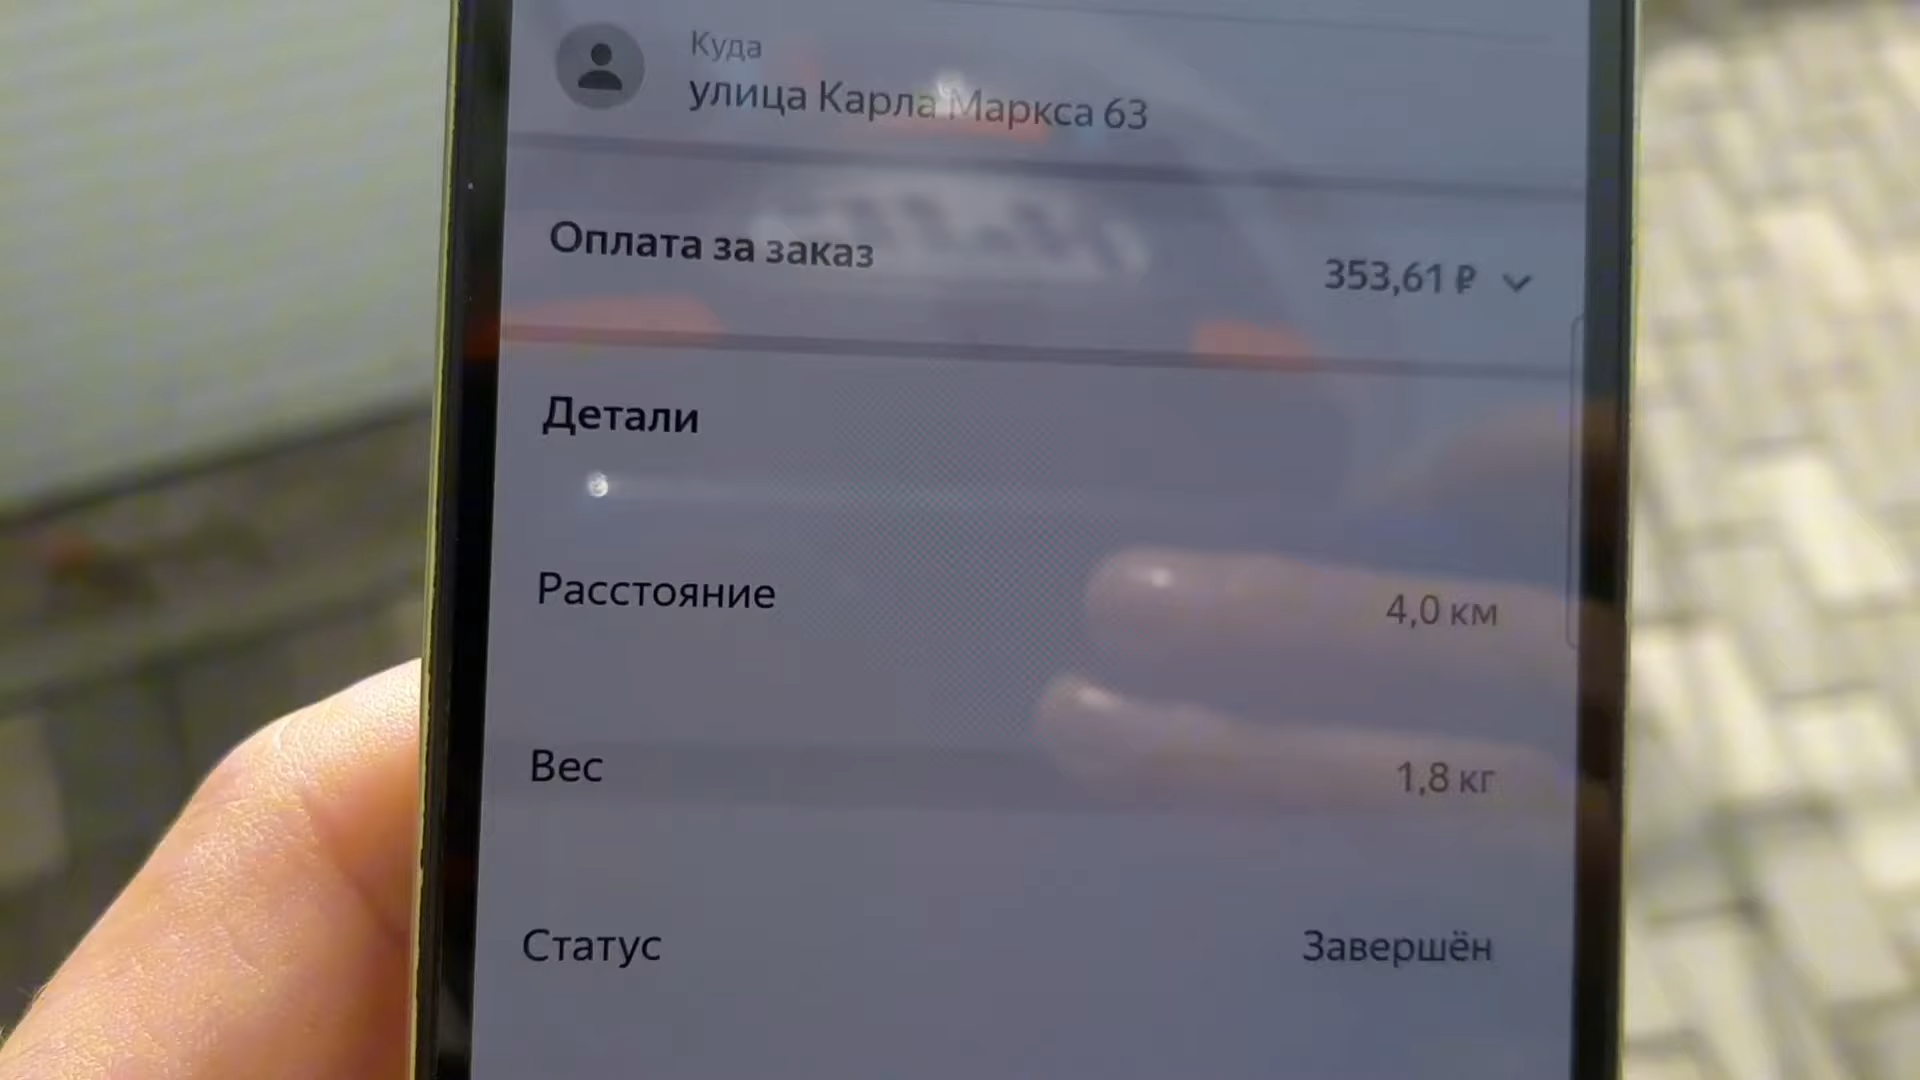 Куда
улица Карла Маркса 63
Оплата за заказ 353,61 ₽
Детали
Расстояние 4,0 км
Вес 1,8 кг
Статус Завершён